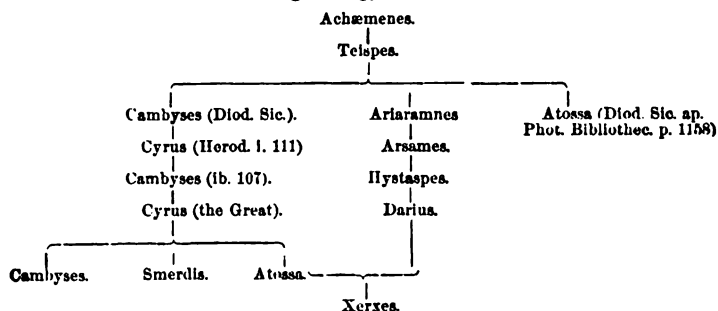 Achæmenes.
Teispes.
Cambyses (Diod. Sic.). Ariaramnes Atossa (Diod. Sic. ap.
Phot. Bibliothec. p. 1158)
Cyrus (Herod. i. 111) Arsames.
Cambyses (ib. 107). Hystaspes.
Cyrus (the Great). Darius.
Cambyses. Smerdis. Atossa.
Xerxes.